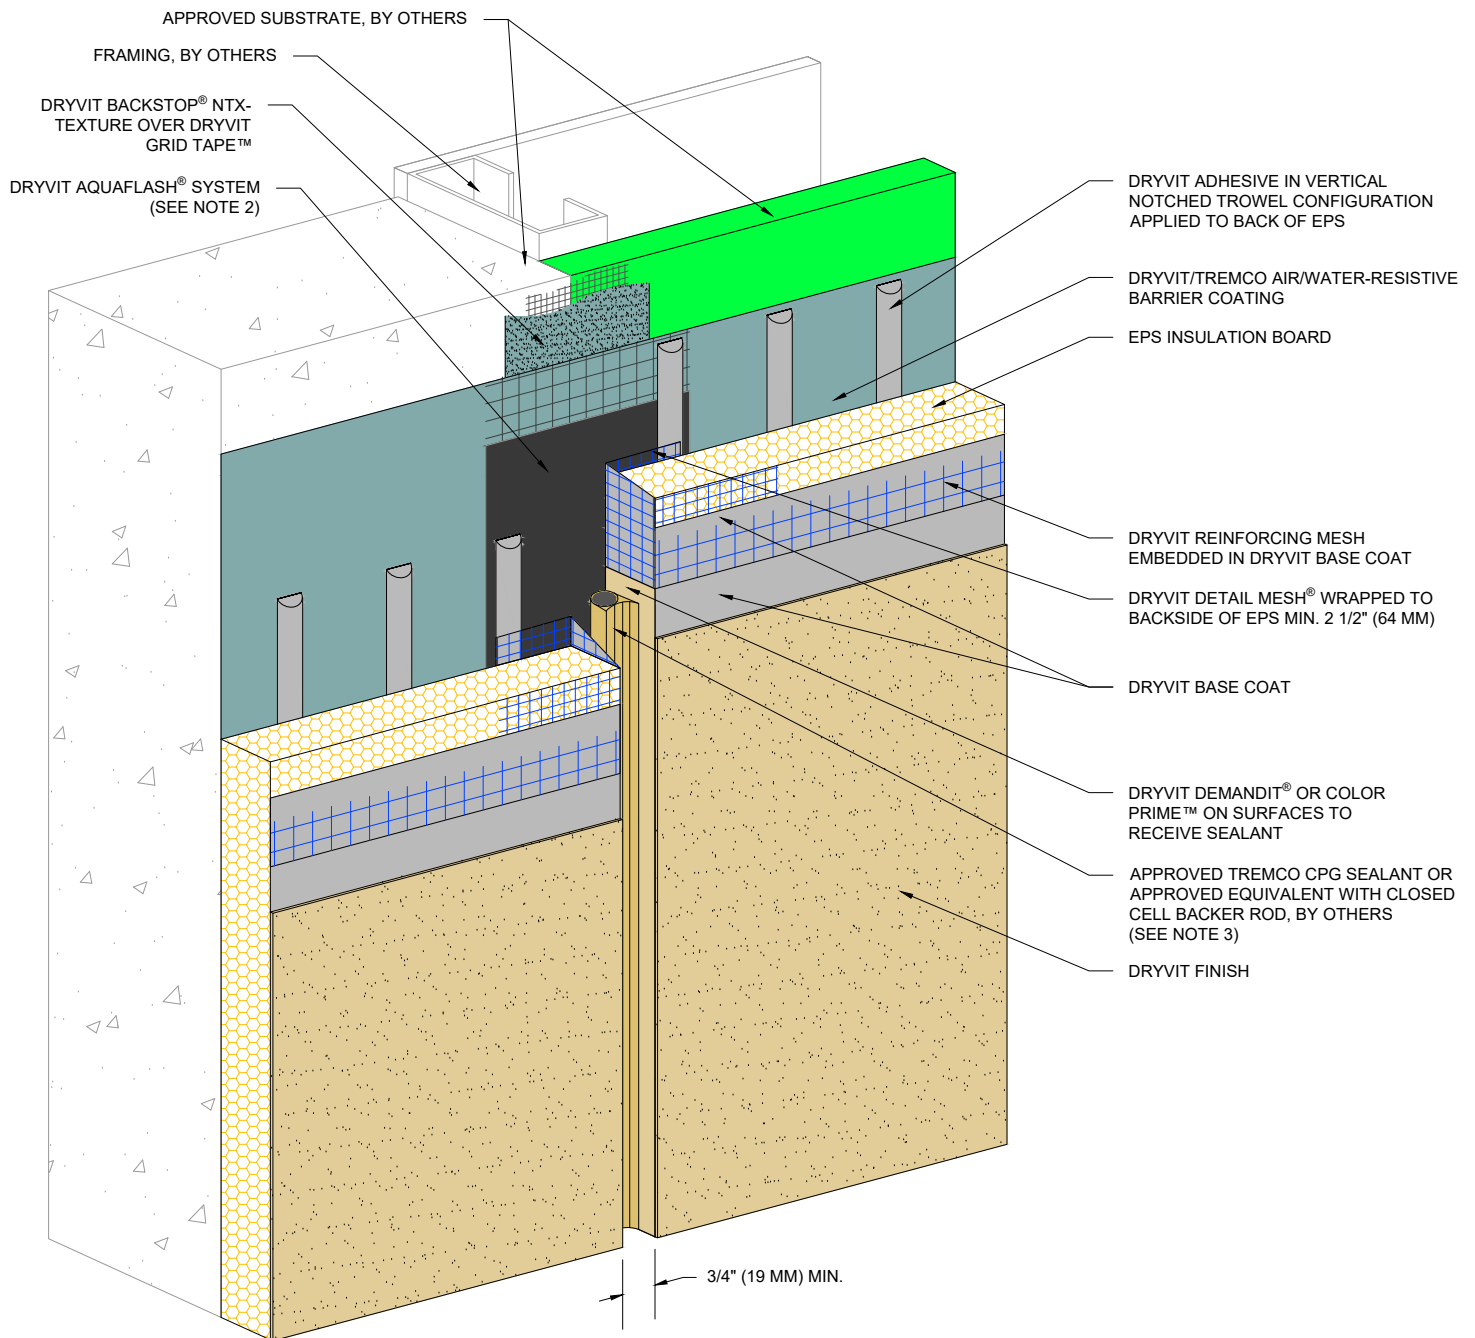 APPROVED SUBSTRATE, BY OTHERS
FRAMING, BY OTHERS
DRYVIT BACKSTOP® NTX-
TEXTURE OVER DRYVIT
GRID TAPE™
DRYVIT AQUAFLASH® SYSTEM
(SEE NOTE 2)
DRYVIT ADHESIVE IN VERTICAL
NOTCHED TROWEL CONFIGURATION
APPLIED TO BACK OF EPS
DRYVIT/TREMCO AIR/WATER-RESISTIVE
BARRIER COATING
EPS INSULATION BOARD
DRYVIT REINFORCING MESH
EMBEDDED IN DRYVIT BASE COAT
DRYVIT DETAIL MESH® WRAPPED TO
BACKSIDE OF EPS MIN. 2 1/2" (64 MM)
DRYVIT BASE COAT
DRYVIT DEMANDIT® OR COLOR
PRIME™ ON SURFACES TO
RECEIVE SEALANT
APPROVED TREMCO CPG SEALANT OR
APPROVED EQUIVALENT WITH CLOSED
CELL BACKER ROD, BY OTHERS
(SEE NOTE 3)
DRYVIT FINISH
3/4" (19 MM) MIN.